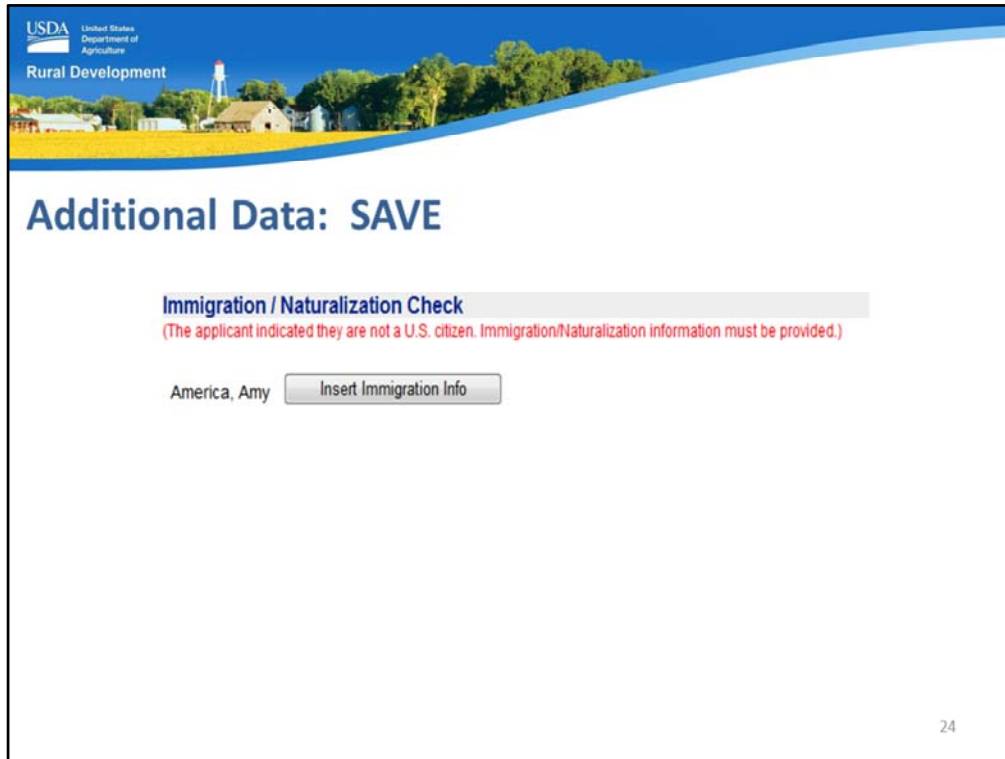 USDA
United States
Department of
Agriculture
Rural Development
Additional Data: SAVE
Immigration / Naturalization Check
(The applicant indicated they are not a U.S. citizen. Immigration/Naturalization information must be provided.)
America, Amy Insert Immigration Info
24